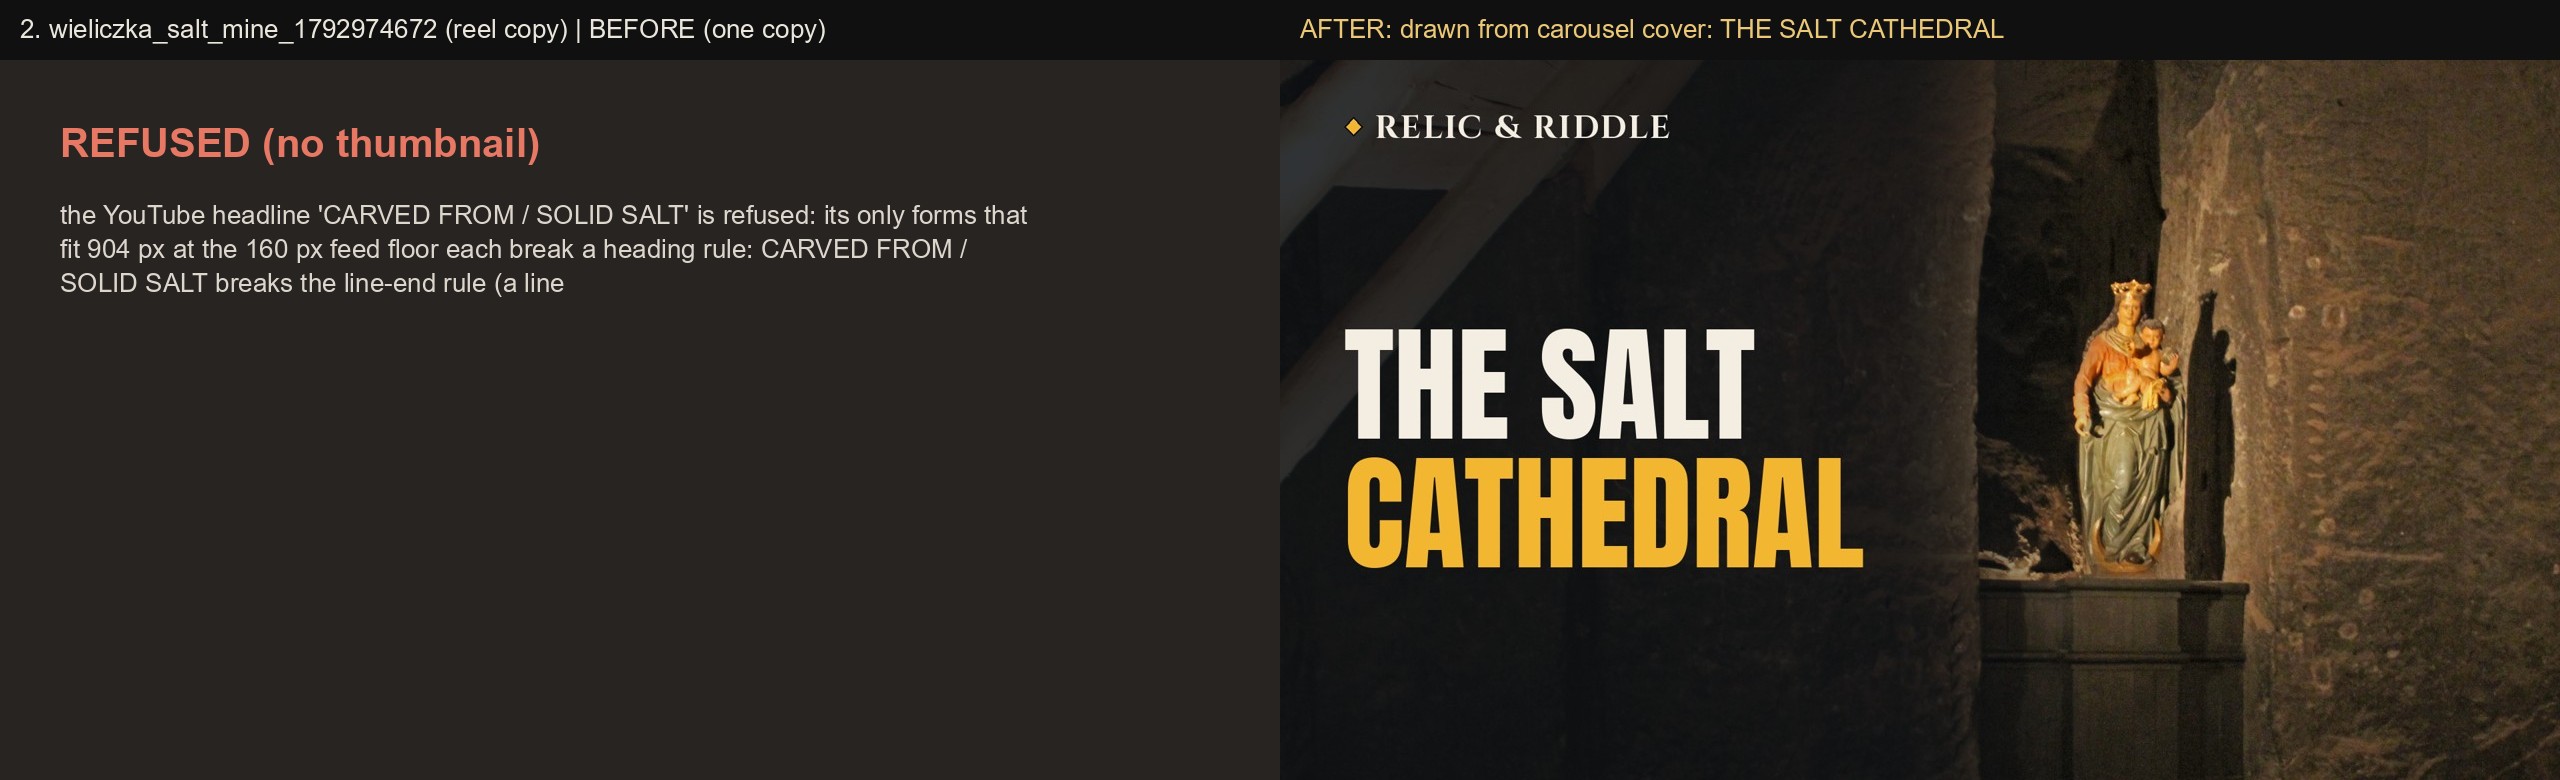 2. wieliczka_salt_mine_1792974672 (reel copy) | BEFORE (one copy)
AFTER: drawn from carousel cover: THE SALT CATHEDRAL
REFUSED (no thumbnail)
the YouTube headline 'CARVED FROM / SOLID SALT' is refused: its only forms that
fit 904 px at the 160 px feed floor each break a heading rule: CARVED FROM /
SOLID SALT breaks the line-end rule (a line
RELIC & RIDDLE
THE SALT
CATHEDRAL